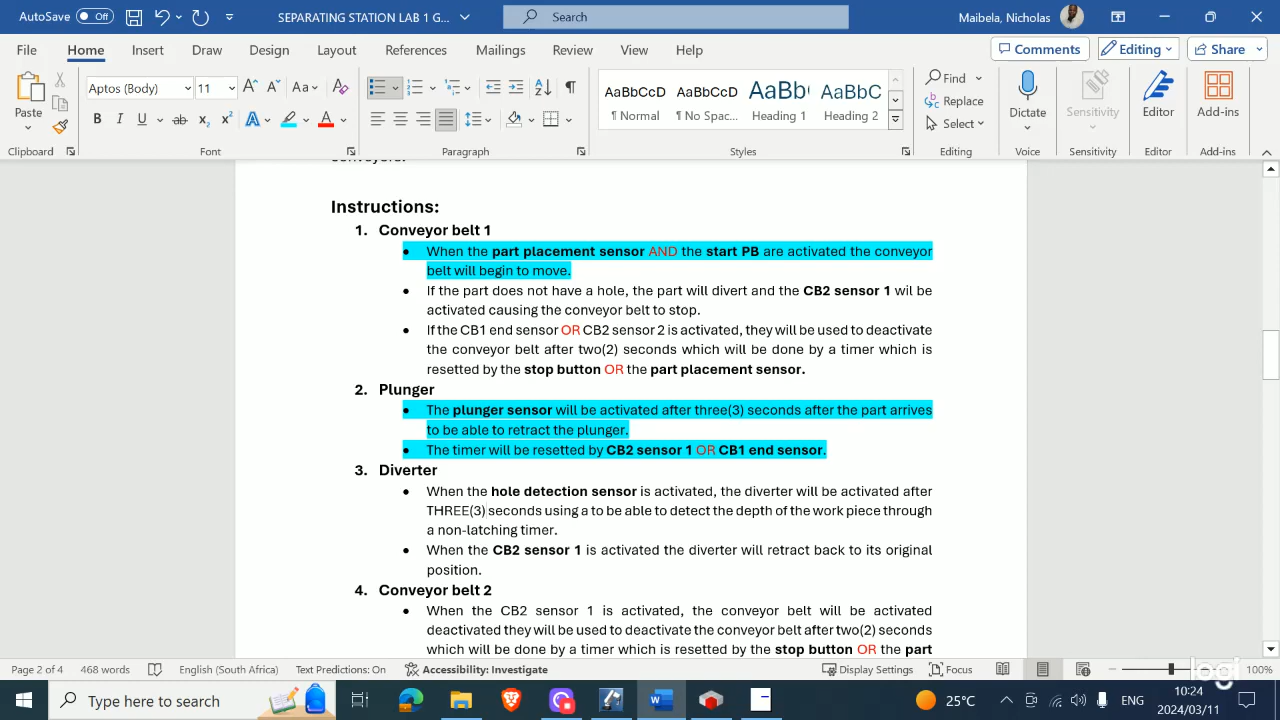 AutoSave Off SEPARATING STATION LAB 1 G... Search Maibela, Nicholas
File Home Insert Draw Design Layout References Mailings Review View Help Comments Editing Share
Paste Aptos (Body) 11 Find Replace Select Dictate Sensitivity Editor Add-ins
AaBbCcD AaBbCcD AaBb( AaBbC
¶ Normal ¶ No Spac... Heading 1 Heading 2
Clipboard Font Paragraph Styles Editing Voice Sensitivity Editor Add-ins
conveyors.
Instructions:
1. Conveyor belt 1
• When the part placement sensor AND the start PB are activated the conveyor
belt will begin to move.
• If the part does not have a hole, the part will divert and the CB2 sensor 1 wil be
activated causing the conveyor belt to stop.
• If the CB1 end sensor OR CB2 sensor 2 is activated, they will be used to deactivate
the conveyor belt after two(2) seconds which will be done by a timer which is
resetted by the stop button OR the part placement sensor.
2. Plunger
• The plunger sensor will be activated after three(3) seconds after the part arrives
to be able to retract the plunger.
• The timer will be resetted by CB2 sensor 1 OR CB1 end sensor.
3. Diverter
• When the hole detection sensor is activated, the diverter will be activated after
THREE(3) seconds using a to be able to detect the depth of the work piece through
a non-latching timer.
• When the CB2 sensor 1 is activated the diverter will retract back to its original
position.
4. Conveyor belt 2
• When the CB2 sensor 1 is activated, the conveyor belt will be activated
deactivated they will be used to deactivate the conveyor belt after two(2) seconds
which will be done by a timer which is resetted by the stop button OR the part
Page 2 of 4 468 words English (South Africa) Text Predictions: On Accessibility: Investigate Display Settings Focus 100%
Type here to search 25°C ENG 10:24
2024/03/11